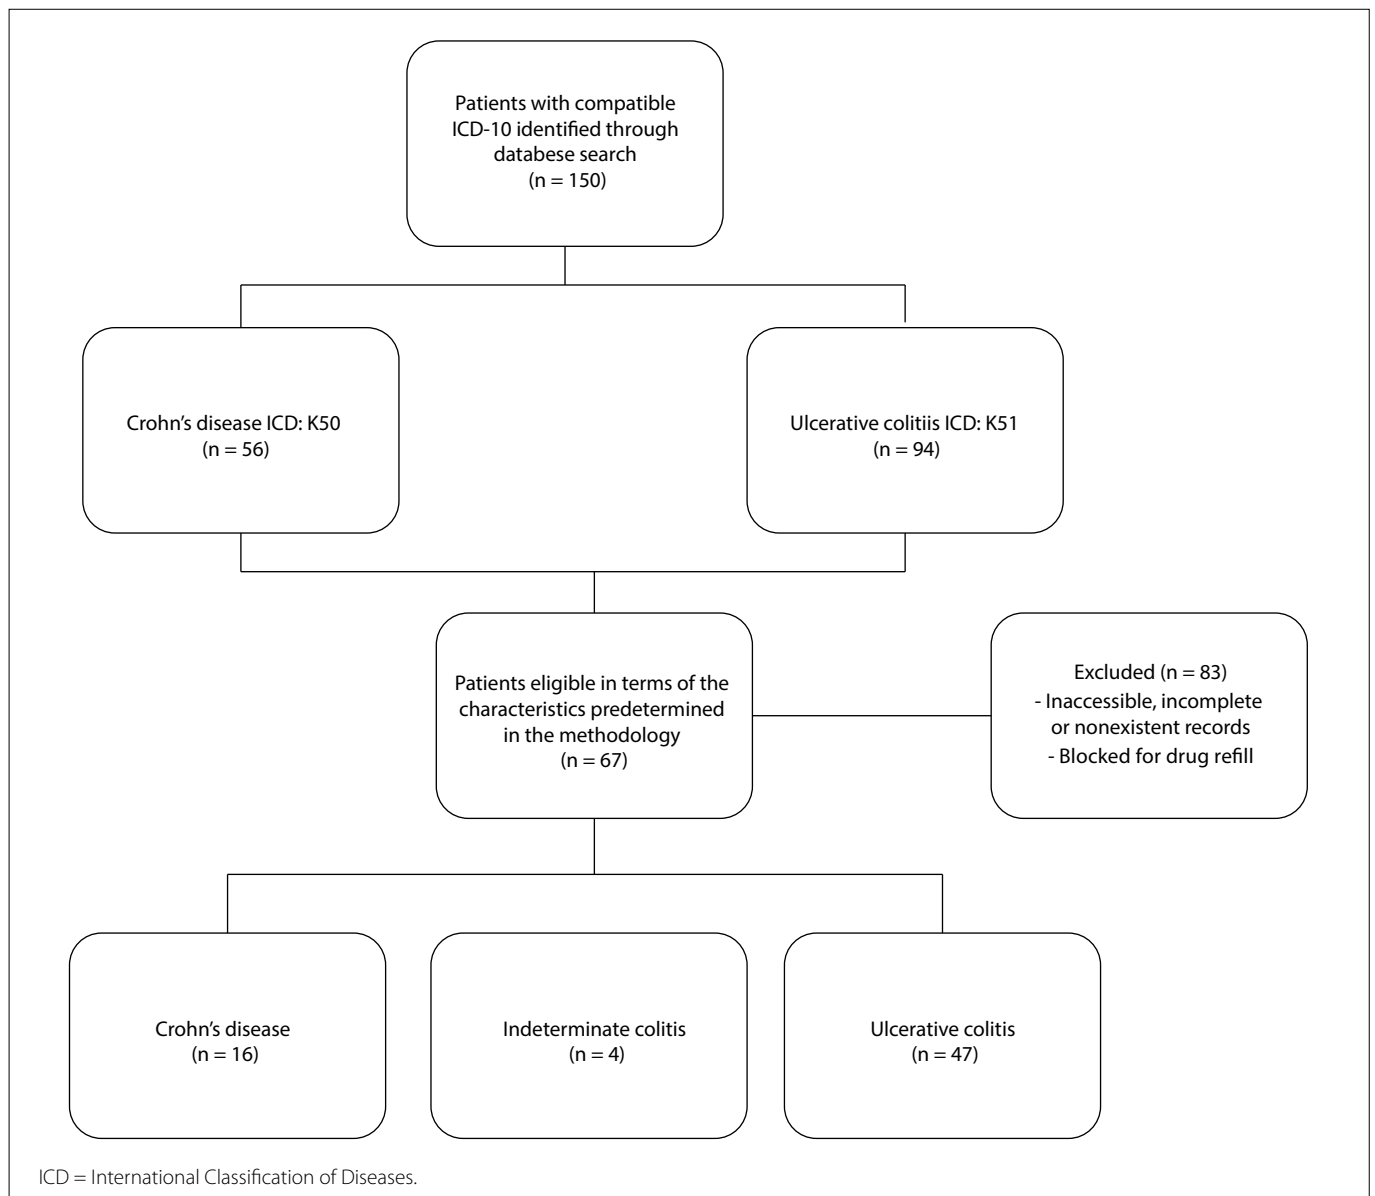 Patients with compatible
ICD-10 identified through
databese search
(n = 150)
Crohn's disease ICD: K50
(n = 56)
Ulcerative colitiis ICD: K51
(n = 94)
Patients eligible in terms of the
characteristics predetermined
in the methodology
(n = 67)
Excluded (n = 83)
- Inaccessible, incomplete
or nonexistent records
- Blocked for drug refill
Crohn's disease
(n = 16)
Indeterminate colitis
(n = 4)
Ulcerative colitis
(n = 47)
ICD = International Classification of Diseases.